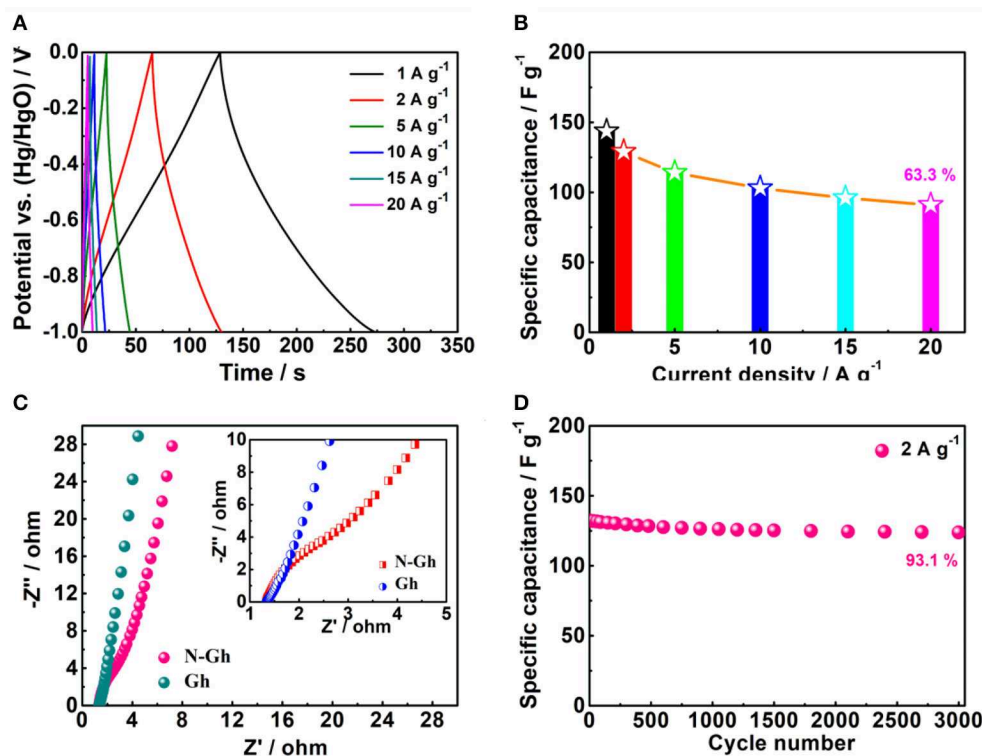 A
Potential vs. (Hg/HgO) / V
0.0
-0.2
-0.4
-0.6
-0.8
-1.0
1 A g⁻¹
2 A g⁻¹
5 A g⁻¹
10 A g⁻¹
15 A g⁻¹
20 A g⁻¹
0 50 100 150 200 250 300 350
Time / s
B
Specific capacitance / F g⁻¹
200
150
100
50
0
63.3 %
5 10 15 20
Current density / A g⁻¹
C
-Z'' / ohm
28
24
20
16
12
8
4
0
N-Gh
Gh
0 4 8 12 16 20 24 28
Z' / ohm
-Z'' / ohm
10
8
6
4
2
0
N-Gh
Gh
1 2 3 4 5
Z' / ohm
D
Specific capacitance / F g⁻¹
200
150
100
50
0
2 A g⁻¹
93.1 %
0 500 1000 1500 2000 2500 3000
Cycle number